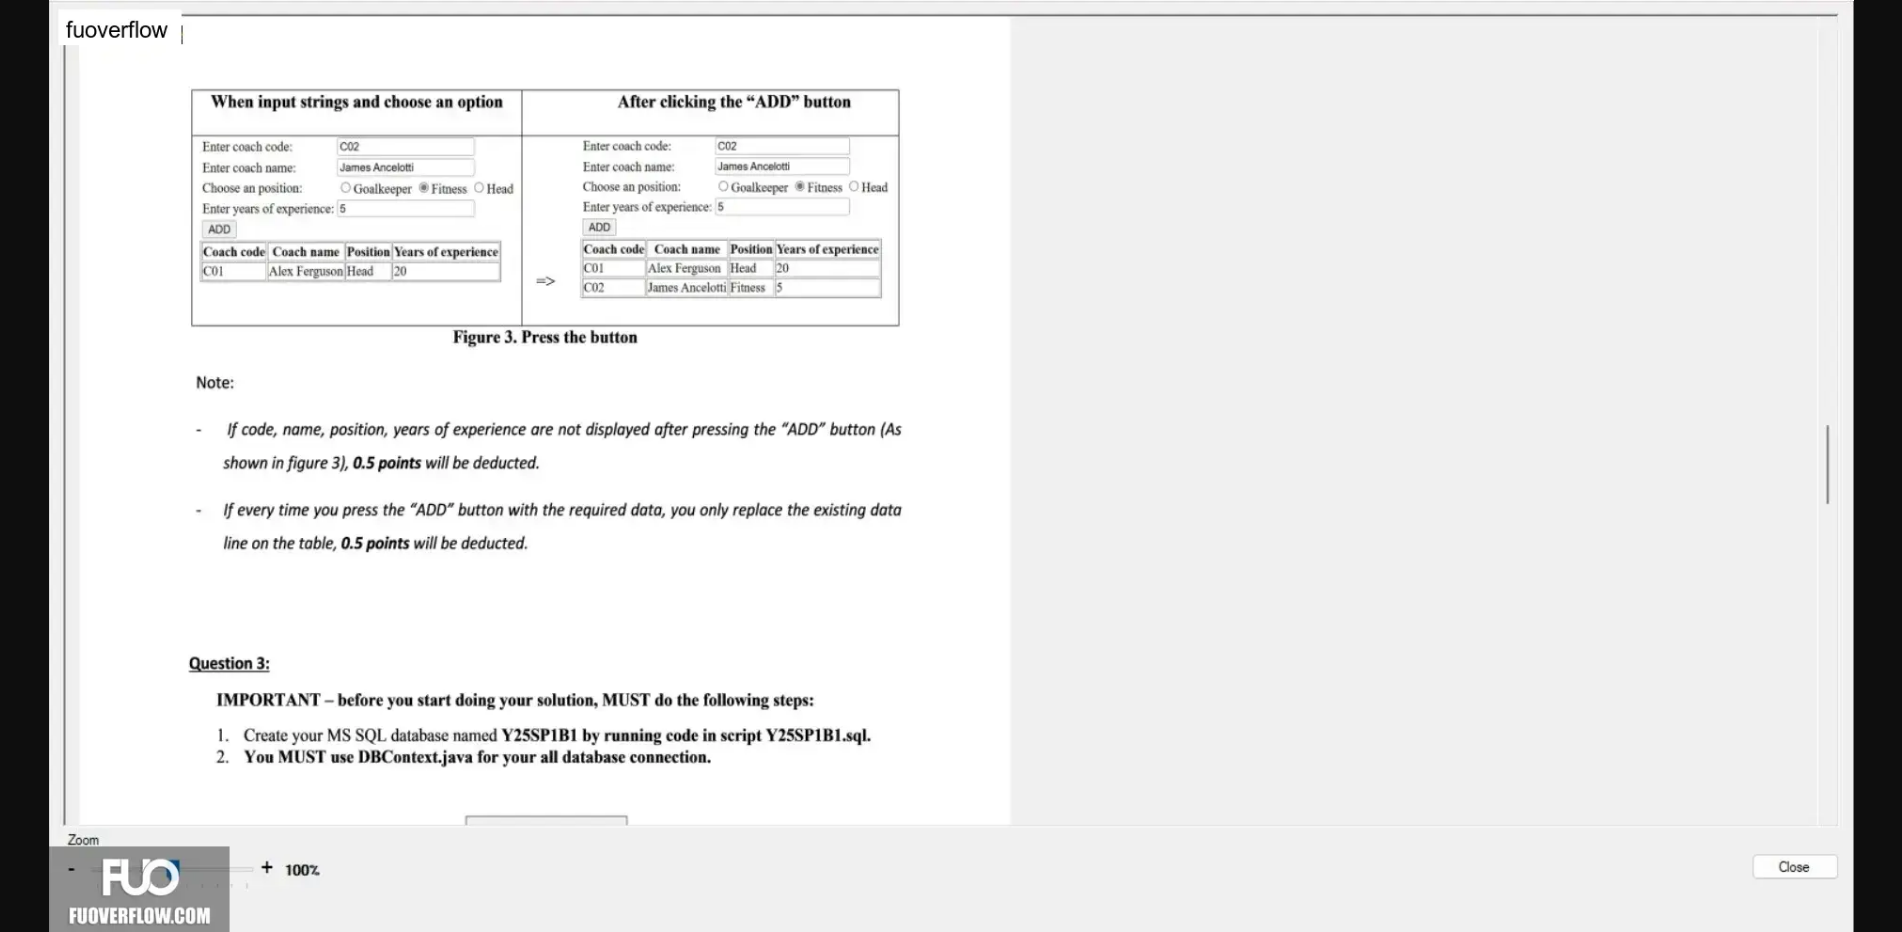 fuoverflow
When input strings and choose an option
After clicking the “ADD” button
Enter coach code: C02
Enter coach name: James Ancelotti
Choose an position: Goalkeeper Fitness Head
Enter years of experience: 5
ADD
Coach code Coach name Position Years of experience
C01 Alex Ferguson Head 20
=>
Enter coach code: C02
Enter coach name: James Ancelotti
Choose an position: Goalkeeper Fitness Head
Enter years of experience: 5
ADD
Coach code Coach name Position Years of experience
C01 Alex Ferguson Head 20
C02 James Ancelotti Fitness 5
Figure 3. Press the button
Note:
- If code, name, position, years of experience are not displayed after pressing the “ADD” button (As
shown in figure 3), 0.5 points will be deducted.
- If every time you press the “ADD” button with the required data, you only replace the existing data
line on the table, 0.5 points will be deducted.
Question 3:
IMPORTANT – before you start doing your solution, MUST do the following steps:
1. Create your MS SQL database named Y25SP1B1 by running code in script Y25SP1B1.sql.
2. You MUST use DBContext.java for your all database connection.
Zoom
- + 100%
Close
FUO
FUOVERFLOW.COM